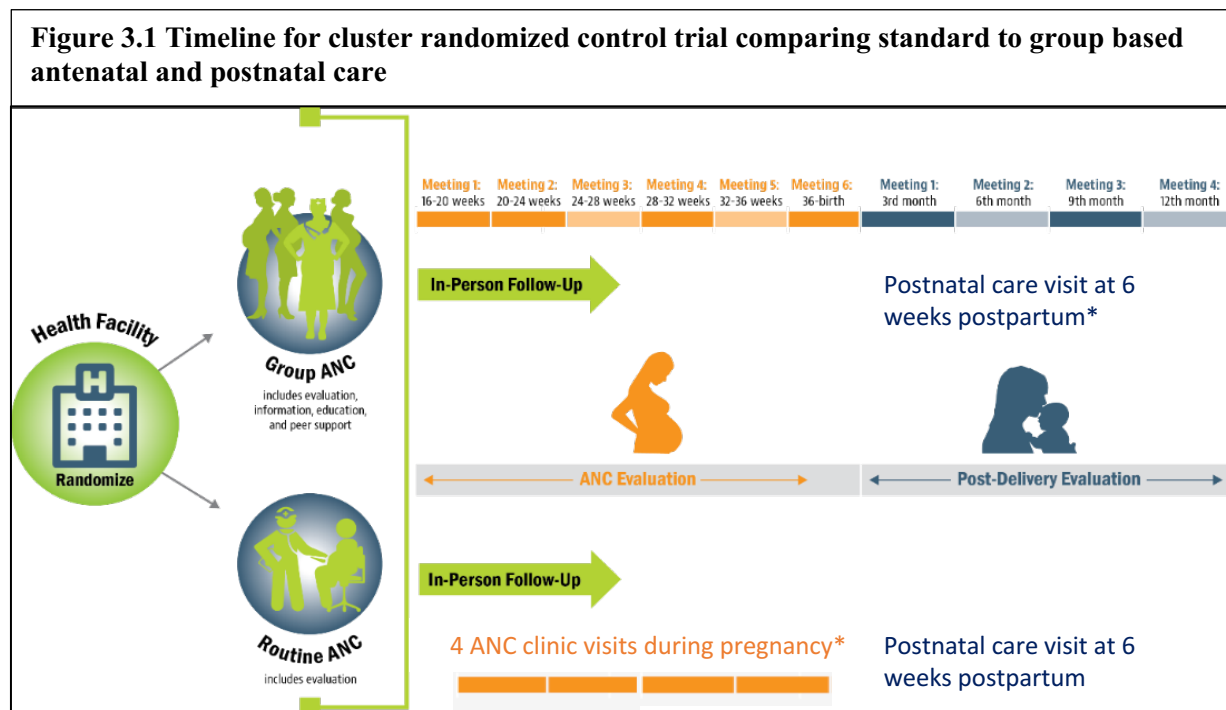 Figure 3.1 Timeline for cluster randomized control trial comparing standard to group based
antenatal and postnatal care
Health Facility
H
Randomize
Group ANC
includes evaluation,
information, education,
and peer support
Routine ANC
includes evaluation
Meeting 1:
16-20 weeks
Meeting 2:
20-24 weeks
Meeting 3:
24-28 weeks
Meeting 4:
28-32 weeks
Meeting 5:
32-36 weeks
Meeting 6:
36-birth
Meeting 1:
3rd month
Meeting 2:
6th month
Meeting 3:
9th month
Meeting 4:
12th month
In-Person Follow-Up
Postnatal care visit at 6
weeks postpartum*
ANC Evaluation
Post-Delivery Evaluation
In-Person Follow-Up
4 ANC clinic visits during pregnancy*
Postnatal care visit at 6
weeks postpartum